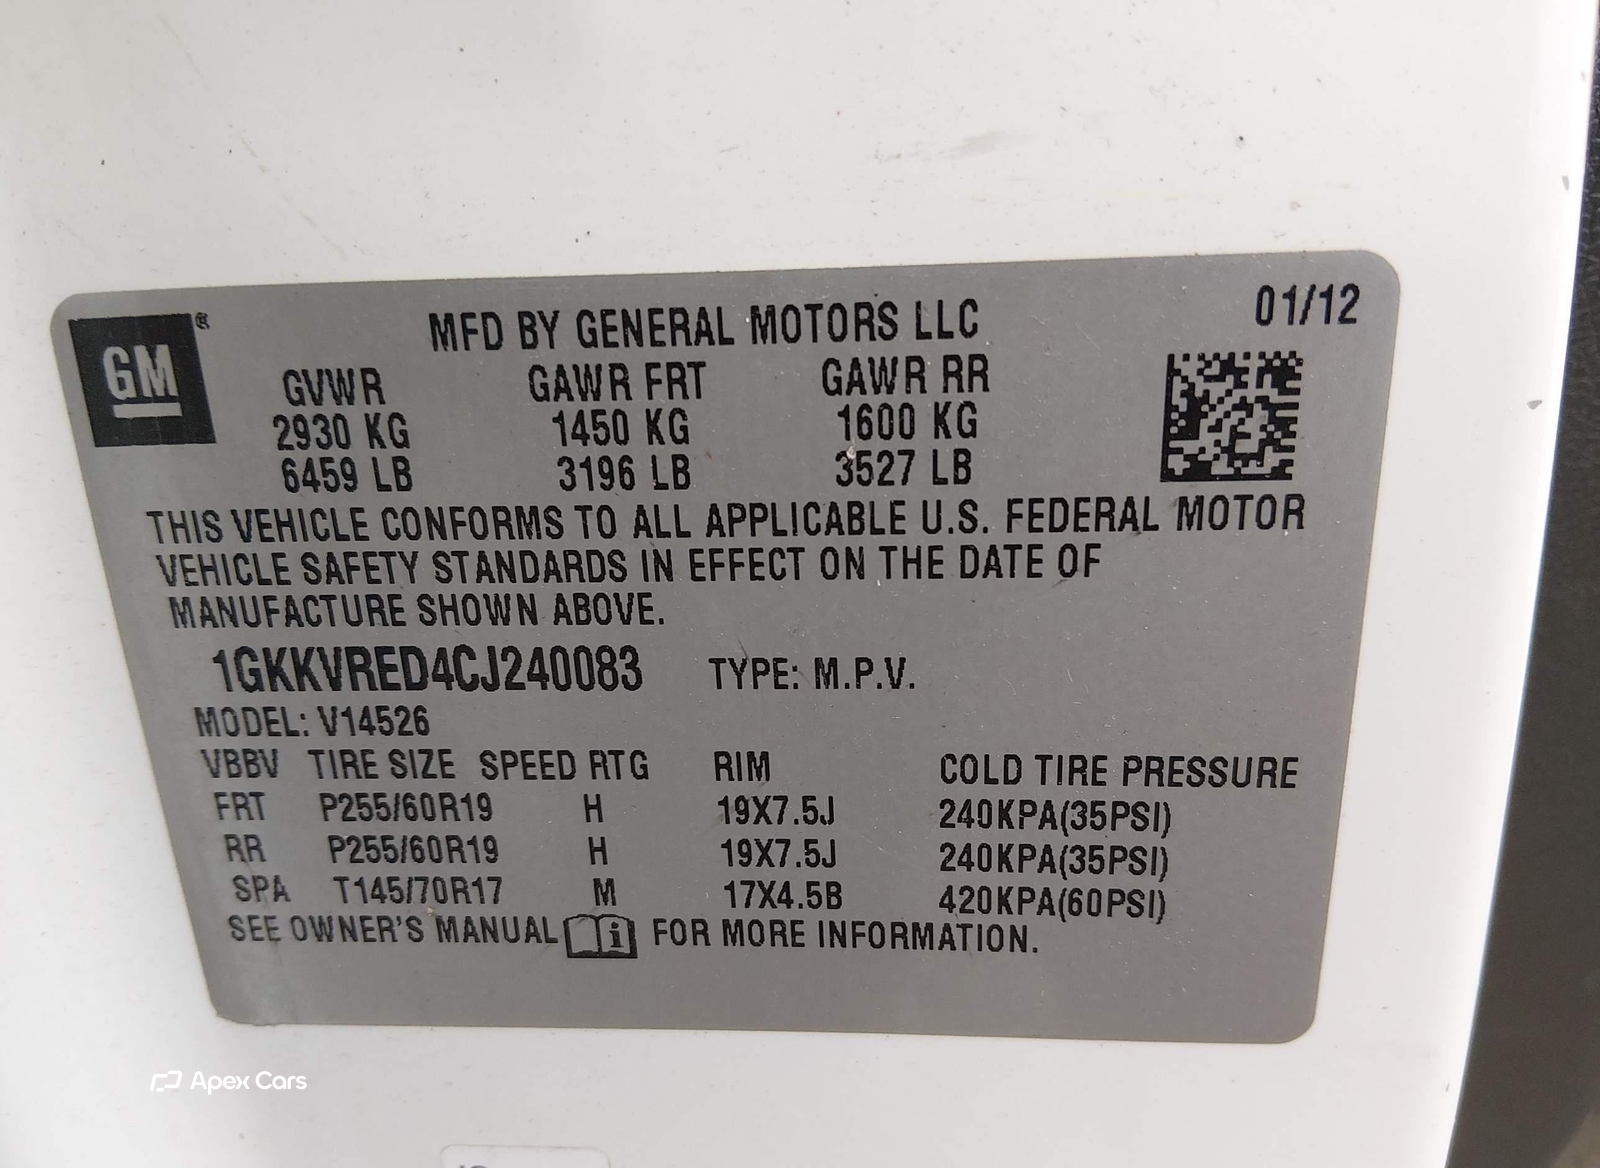 01/12
GM®
MFD BY GENERAL MOTORS LLC
GVWR GAWR FRT GAWR RR
2930 KG 1450 KG 1600 KG
6459 LB 3196 LB 3527 LB
THIS VEHICLE CONFORMS TO ALL APPLICABLE U.S. FEDERAL MOTOR
VEHICLE SAFETY STANDARDS IN EFFECT ON THE DATE OF
MANUFACTURE SHOWN ABOVE.
1GKKVRED4CJ240083 TYPE: M.P.V.
MODEL: V14526
VBBV TIRE SIZE SPEED RTG RIM COLD TIRE PRESSURE
FRT P255/60R19 H 19X7.5J 240KPA(35PSI)
RR P255/60R19 H 19X7.5J 240KPA(35PSI)
SPA T145/70R17 M 17X4.5B 420KPA(60PSI)
SEE OWNER'S MANUAL i FOR MORE INFORMATION.
Apex Cars